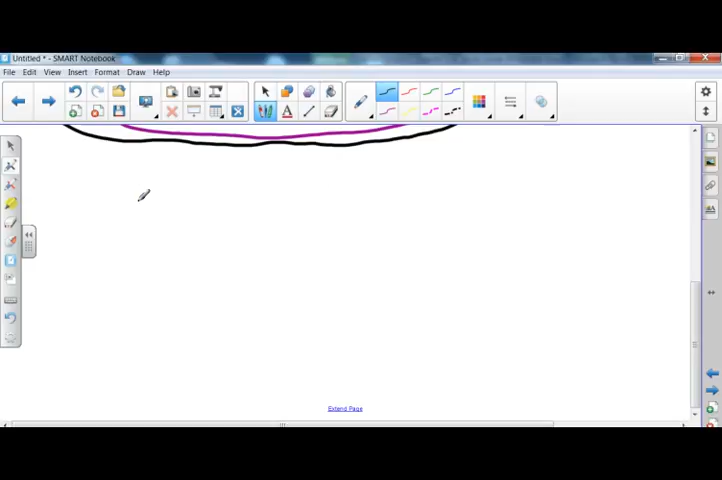 Untitled * - SMART Notebook
File Edit View Insert Format Draw Help
A
Extend Page